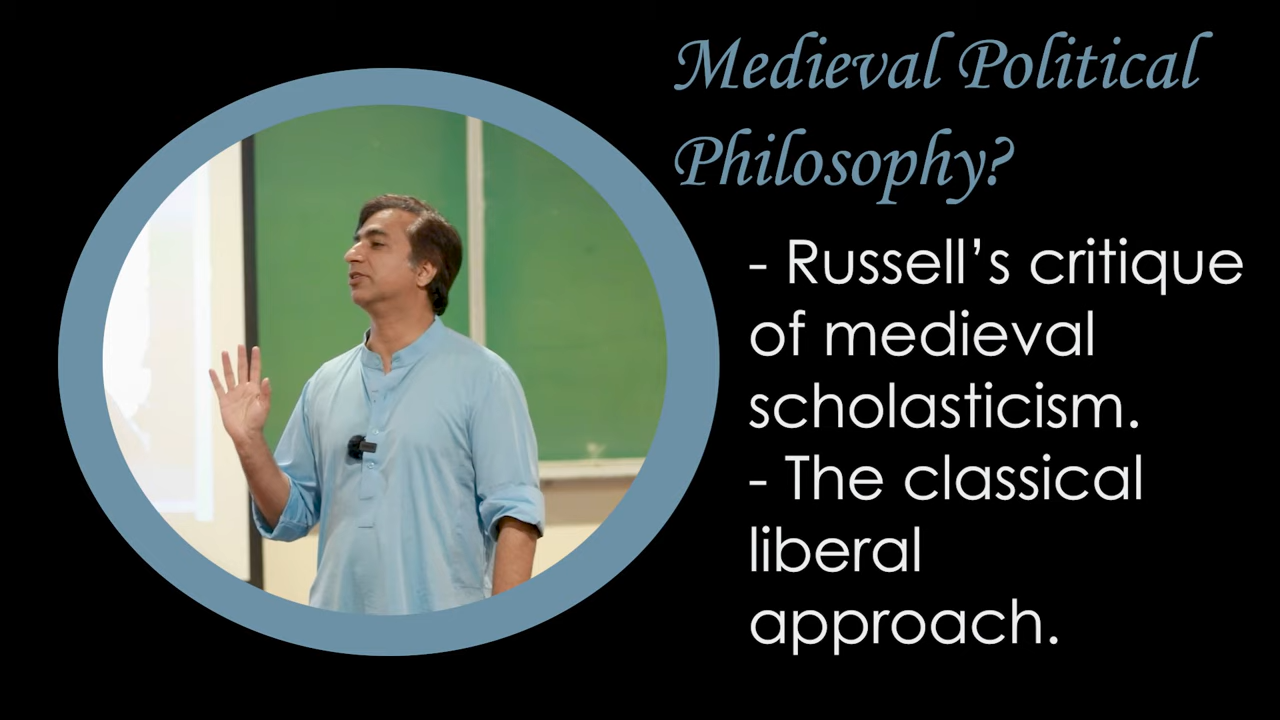 Medieval Political
Philosophy?
- Russell’s critique
of medieval
scholasticism.
- The classical
liberal
approach.